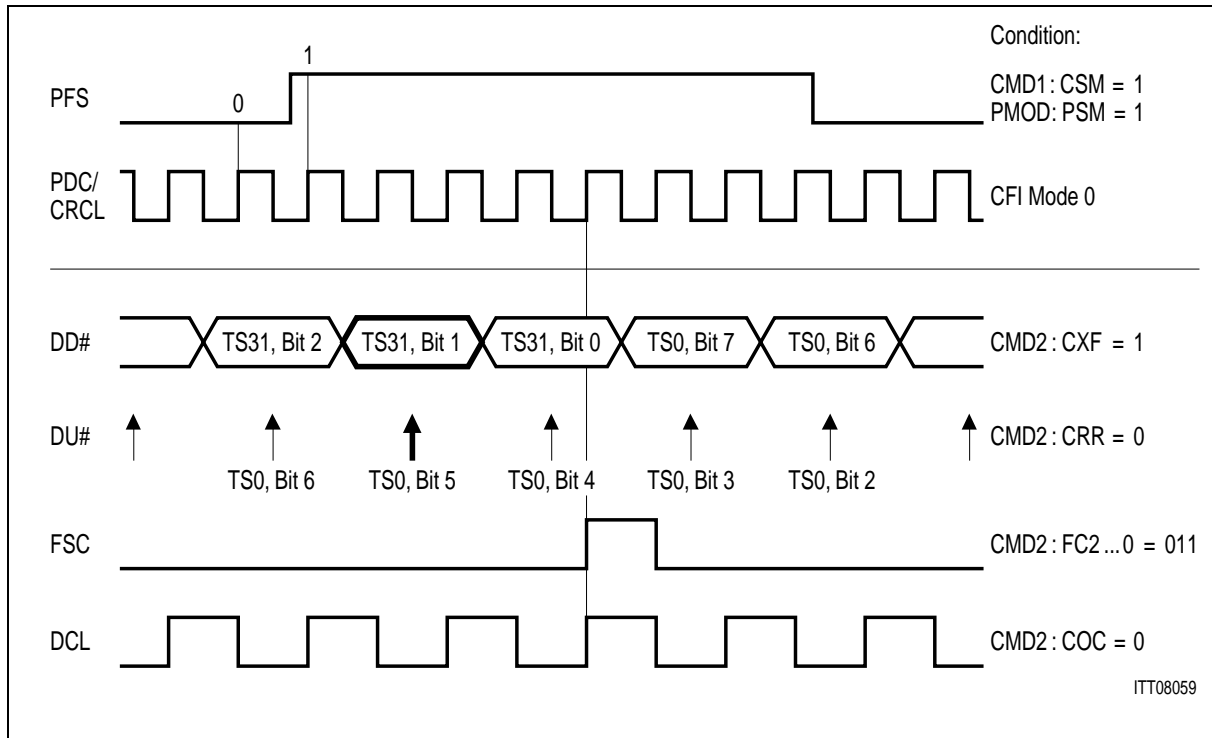 Condition:
1
CMD1: CSM = 1
PFS
0
PMOD: PSM = 1
PDC/
CRCL
CFI Mode 0
DD#
TS31, Bit 2
TS31, Bit 1
TS31, Bit 0
TS0, Bit 7
TS0, Bit 6
CMD2 : CXF = 1
DU#
CMD2 : CRR = 0
TS0, Bit 6
TS0, Bit 5
TS0, Bit 4
TS0, Bit 3
TS0, Bit 2
FSC
CMD2 : FC2 ... 0 = 011
DCL
CMD2 : COC = 0
ITT08059